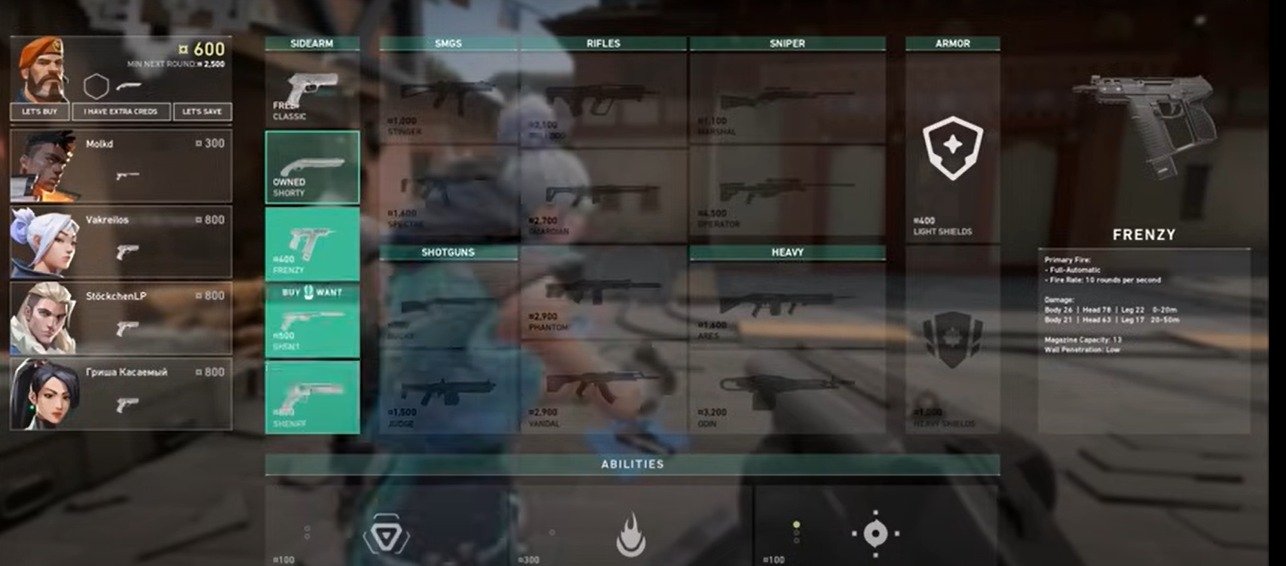 ¤ 600
MIN NEXT ROUND: ¤ 2,500
LET'S BUY
I HAVE EXTRA CREDS
LET'S SAVE
Molkd
¤ 300
Vakreilos
¤ 800
StöckchenLP
¤ 800
Гриша Касаемый
¤ 800
SIDEARM
FREE
CLASSIC
OWNED
SHORTY
¤400
FRENZY
BUY
WANT
¤500
GHOST
¤800
SHERIFF
SMGS
¤1,000
STINGER
¤1,600
SPECTRE
SHOTGUNS
¤1,500
JUDGE
RIFLES
¤2,700
GUARDIAN
¤2,900
PHANTOM
¤2,900
VANDAL
SNIPER
¤1,100
MARSHAL
¤4,500
OPERATOR
HEAVY
¤1,600
ARES
¤3,200
ODIN
ARMOR
¤400
LIGHT SHIELDS
¤1,000
HEAVY SHIELDS
FRENZY
Primary Fire:
- Full-Automatic
- Fire Rate: 10 rounds per second
Damage:
Body 26 | Head 78 | Leg 22 0-20m
Body 21 | Head 63 | Leg 17 20-50m
Magazine Capacity: 13
Wall Penetration: Low
ABILITIES
¤100
¤300
¤100